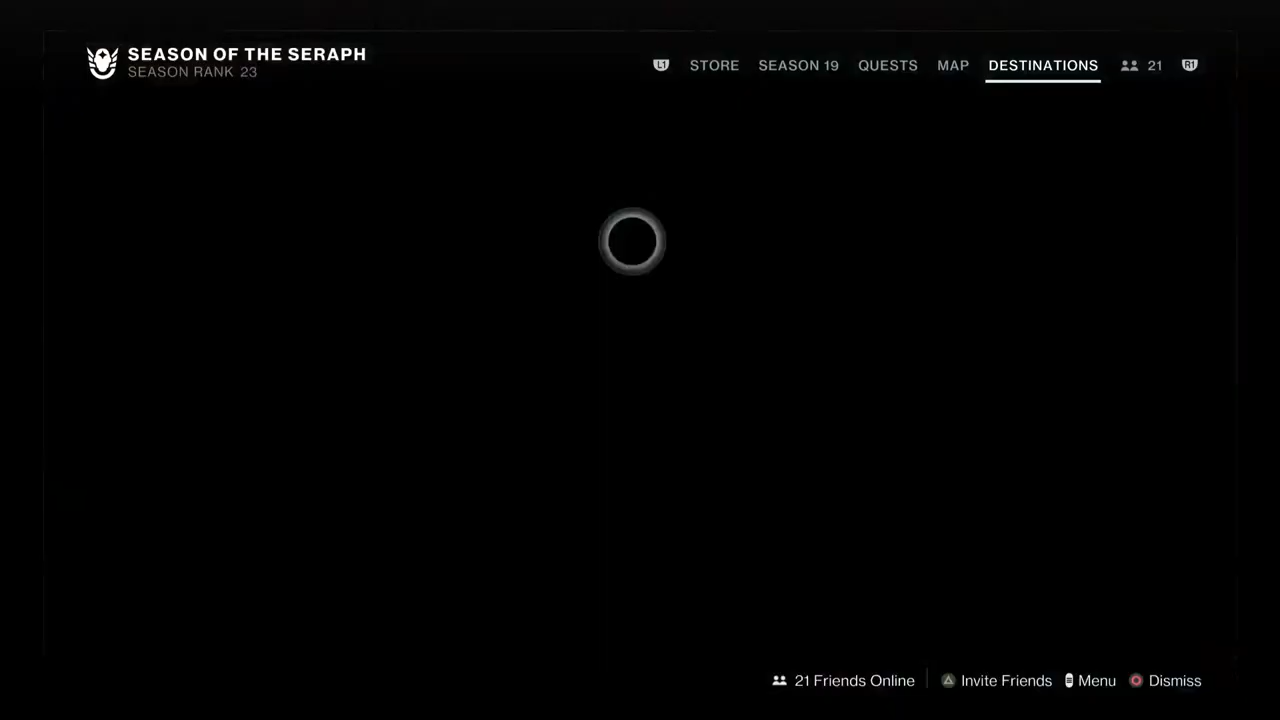 SEASON OF THE SERAPH
SEASON RANK 23
L1 STORE SEASON 19 QUESTS MAP DESTINATIONS 21 R1
21 Friends Online Invite Friends Menu Dismiss